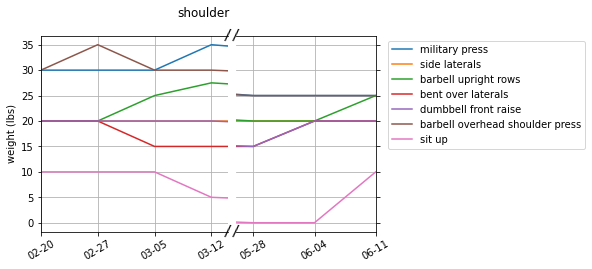 shoulder
weight (lbs)
35
30
25
20
15
10
5
0
02-20
02-27
03-05
03-12
05-28
06-04
06-11
military press
side laterals
barbell upright rows
bent over laterals
dumbbell front raise
barbell overhead shoulder press
sit up